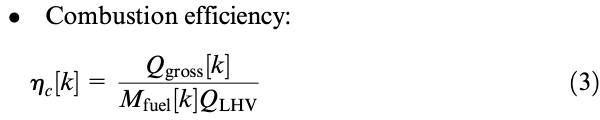 • Combustion efficiency:
η_c[k] = Q_gross[k] / M_fuel[k]Q_LHV (3)